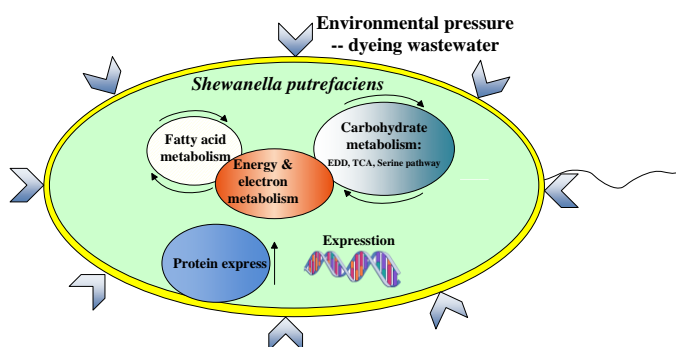 Environmental pressure
-- dyeing wastewater
Shewanella putrefaciens
Fatty acid
metabolism
Carbohydrate
metabolism:
EDD, TCA, Serine pathway
Energy &
electron
metabolism
Protein express
Expresstion